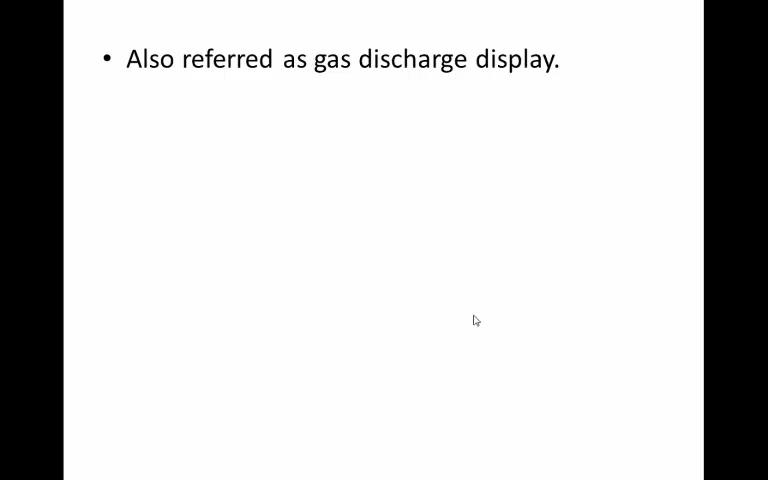 • Also referred as gas discharge display.